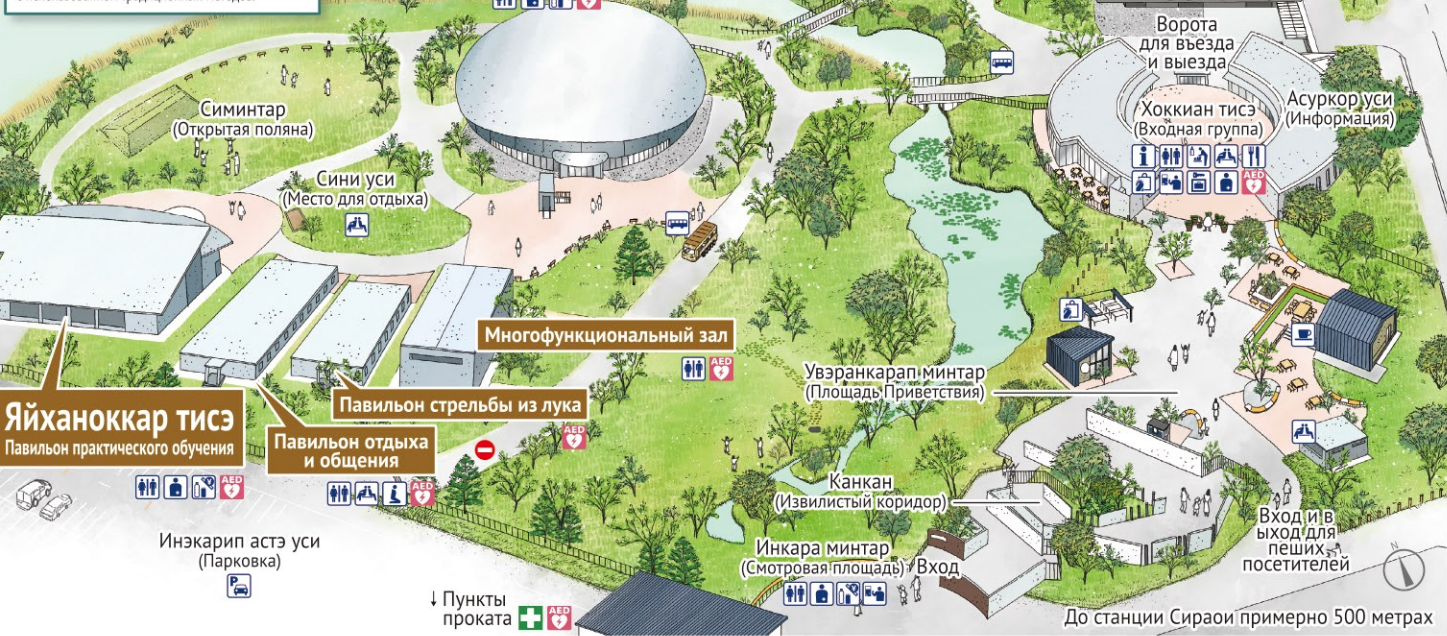 Ворота
для въезда
и выезда
Симинтар
(Открытая поляна)
Хоккиан тисэ
(Входная группа)
Асуркор уси
(Информация)
AED
Сини уси
(Место для отдыха)
Многофункциональный зал
AED
Увэранкарап минтар
(Площадь Приветствия)
Яйханоккар тисэ
Павильон практического обучения
AED
Павильон стрельбы из лука
AED
Павильон отдыха
и общения
AED
Канкан
(Извилистый коридор)
Инэкарип астэ уси
(Парковка)
P
Инкара минтар
(Смотровая площадь)
Вход
Вход и в
ыход для
пеших
посетителей
N
↓ Пункты
проката
AED
До станции Сираои примерно 500 метрах